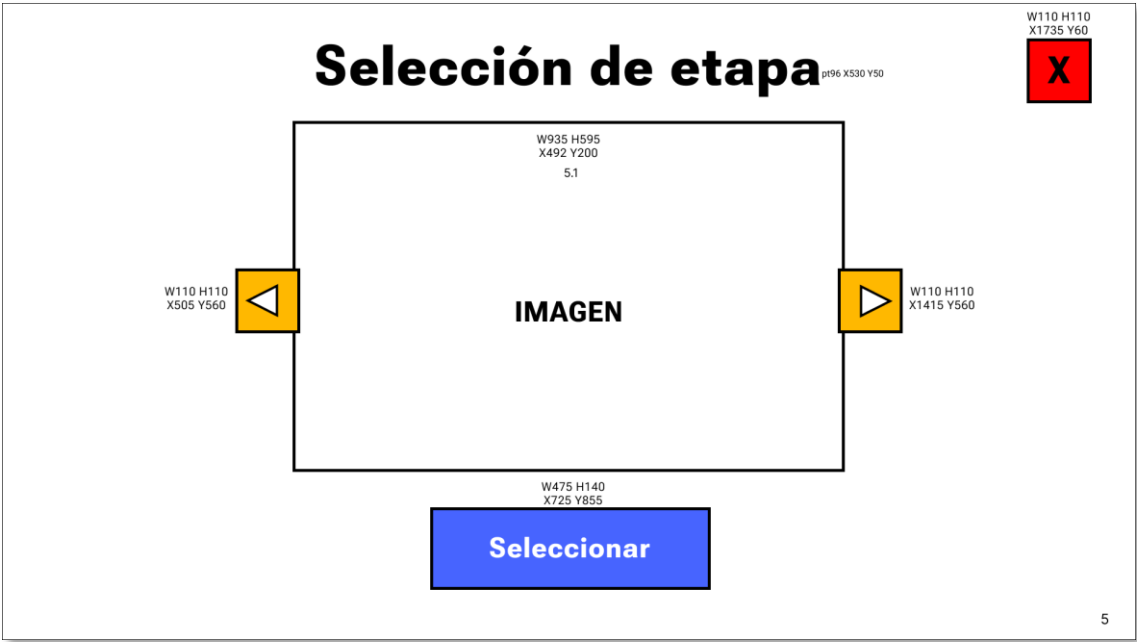 W110 H110
X1735 Y60
X
Selección de etapa
pt96 X530 Y50
W935 H595
X492 Y200
5.1
W110 H110
X505 Y560
IMAGEN
W110 H110
X1415 Y560
W475 H140
X725 Y855
Seleccionar
5